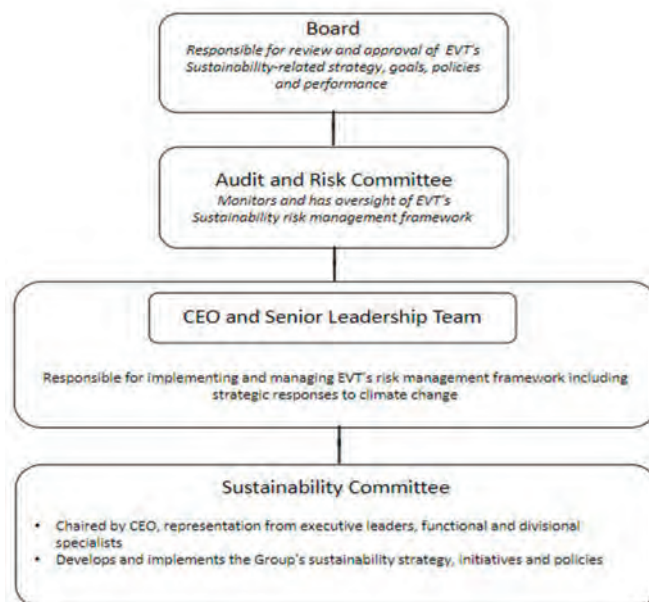 Board
Responsible for review and approval of EVT's
Sustainability-related strategy, goals, policies
and performance
Audit and Risk Committee
Monitors and has oversight of EVT's
Sustainability risk management framework
CEO and Senior Leadership Team
Responsible for implementing and managing EVT's risk management framework including
strategic responses to climate change
Sustainability Committee
• Chaired by CEO, representation from executive leaders, functional and divisional
specialists
• Develops and implements the Group's sustainability strategy, initiatives and policies